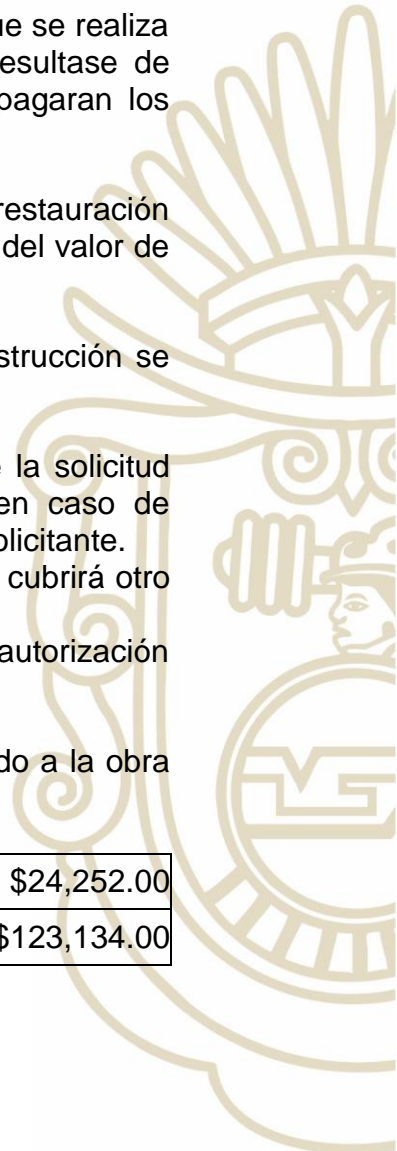 ue se realiza
esultase de
pagaran los
restauración
del valor de
strucción se
la solicitud
en caso de
olicitante.
cubrirá otro
autorización
do a la obra
$24,252.00
$123,134.00